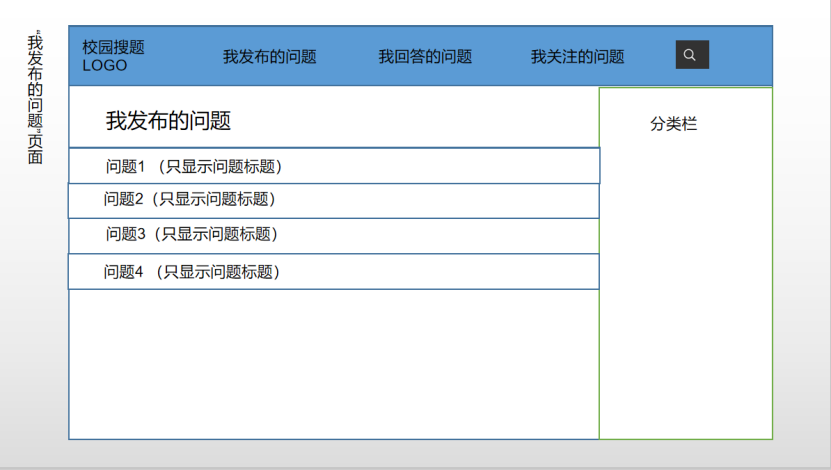 “我发布的问题”页面
校园搜题
LOGO
我发布的问题
我回答的问题
我关注的问题
我发布的问题
分类栏
问题1 （只显示问题标题）
问题2（只显示问题标题）
问题3（只显示问题标题）
问题4 （只显示问题标题）